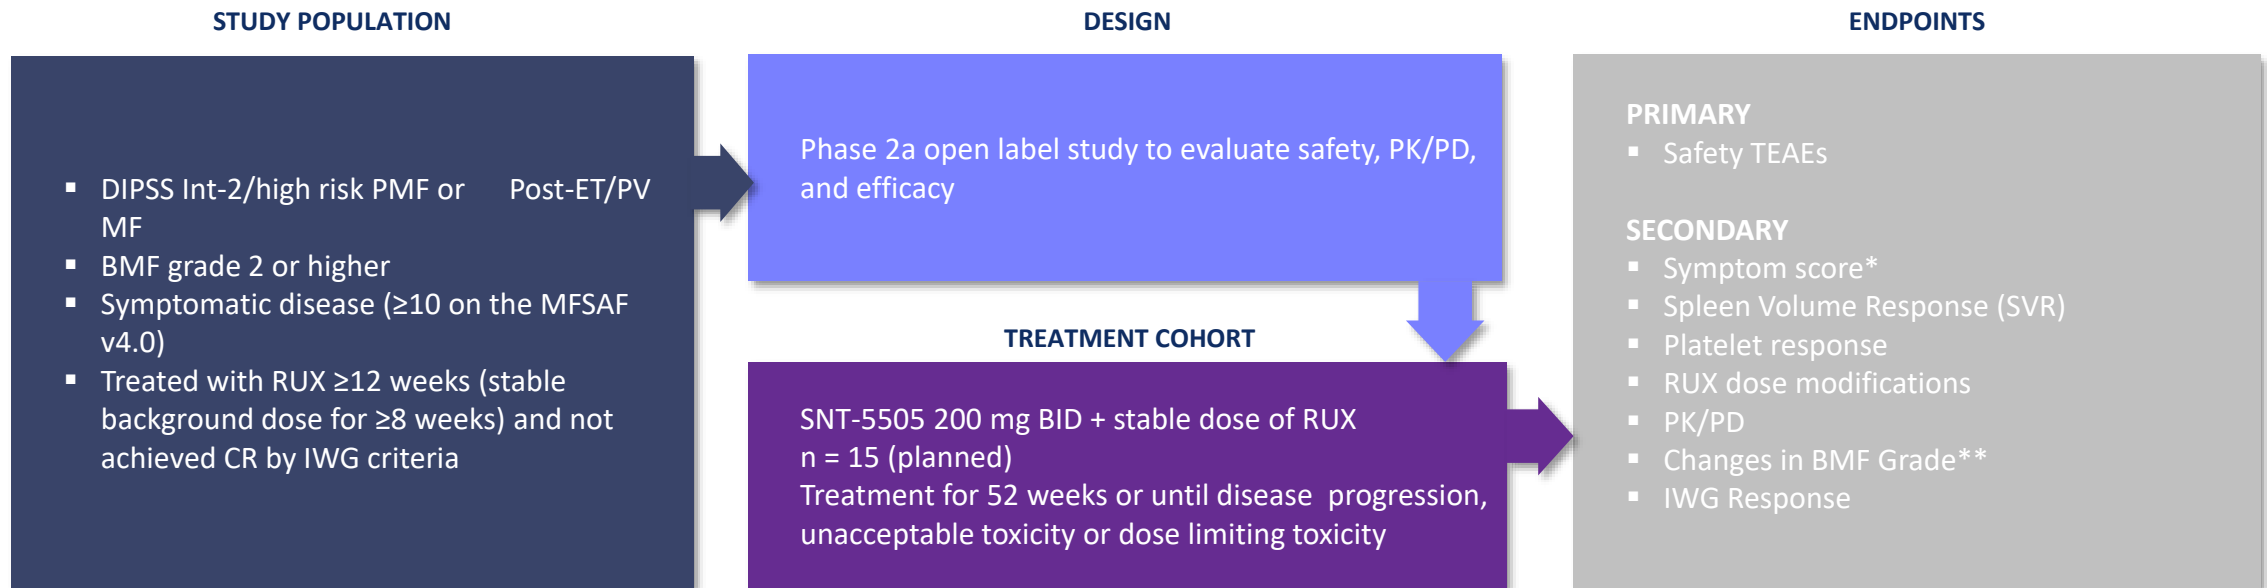 STUDY POPULATION
▪ DIPSS Int-2/high risk PMF or Post-ET/PV
MF
▪ BMF grade 2 or higher
▪ Symptomatic disease (≥10 on the MFSAF
v4.0)
▪ Treated with RUX ≥12 weeks (stable
background dose for ≥8 weeks) and not
achieved CR by IWG criteria
DESIGN
Phase 2a open label study to evaluate safety, PK/PD,
and efficacy
TREATMENT COHORT
SNT-5505 200 mg BID + stable dose of RUX
n = 15 (planned)
Treatment for 52 weeks or until disease progression,
unacceptable toxicity or dose limiting toxicity
ENDPOINTS
PRIMARY
▪ Safety TEAEs
SECONDARY
▪ Symptom score*
▪ Spleen Volume Response (SVR)
▪ Platelet response
▪ RUX dose modifications
▪ PK/PD
▪ Changes in BMF Grade**
▪ IWG Response